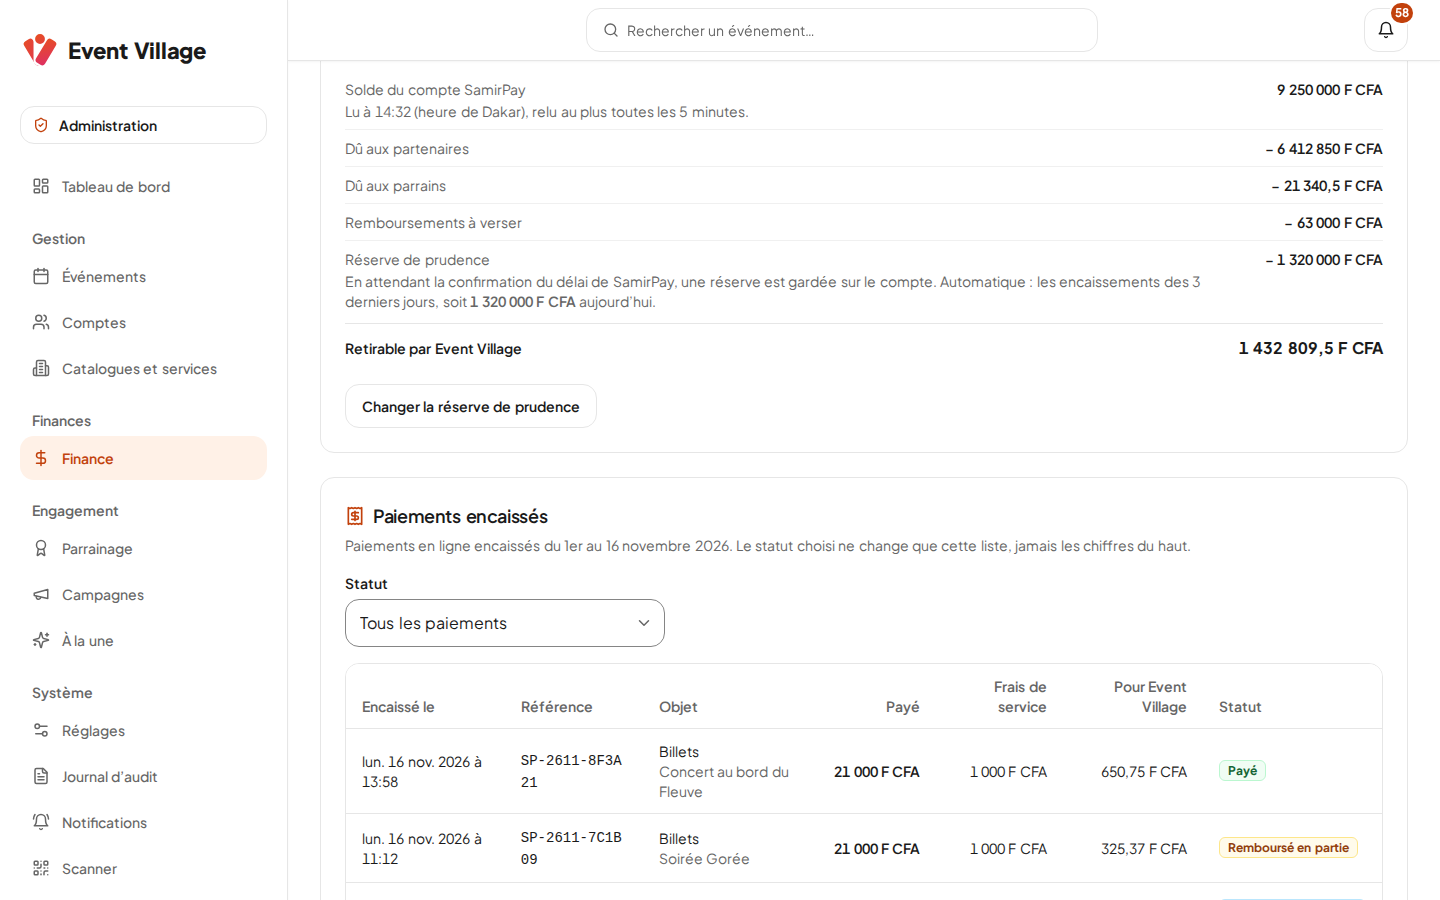 Event Village
Rechercher un événement…
58
Administration
Tableau de bord
Gestion
Événements
Comptes
Catalogues et services
Finances
Finance
Engagement
Parrainage
Campagnes
À la une
Système
Réglages
Journal d’audit
Notifications
Scanner
Solde du compte SamirPay 9 250 000 F CFA
Lu à 14:32 (heure de Dakar), relu au plus toutes les 5 minutes.
Dû aux partenaires − 6 412 850 F CFA
Dû aux parrains − 21 340,5 F CFA
Remboursements à verser − 63 000 F CFA
Réserve de prudence − 1 320 000 F CFA
En attendant la confirmation du délai de SamirPay, une réserve est gardée sur le compte. Automatique : les encaissements des 3
derniers jours, soit 1 320 000 F CFA aujourd’hui.
Retirable par Event Village 1 432 809,5 F CFA
Changer la réserve de prudence
Paiements encaissés
Paiements en ligne encaissés du 1er au 16 novembre 2026. Le statut choisi ne change que cette liste, jamais les chiffres du haut.
Statut
Tous les paiements
Frais de Pour Event
Encaissé le Référence Objet Payé service Village Statut
lun. 16 nov. 2026 à SP-2611-8F3A Billets
13:58 21 Concert au bord du 21 000 F CFA 1 000 F CFA 650,75 F CFA Payé
Fleuve
lun. 16 nov. 2026 à SP-2611-7C1B Billets 21 000 F CFA 1 000 F CFA 325,37 F CFA Remboursé en partie
11:12 09 Soirée Gorée